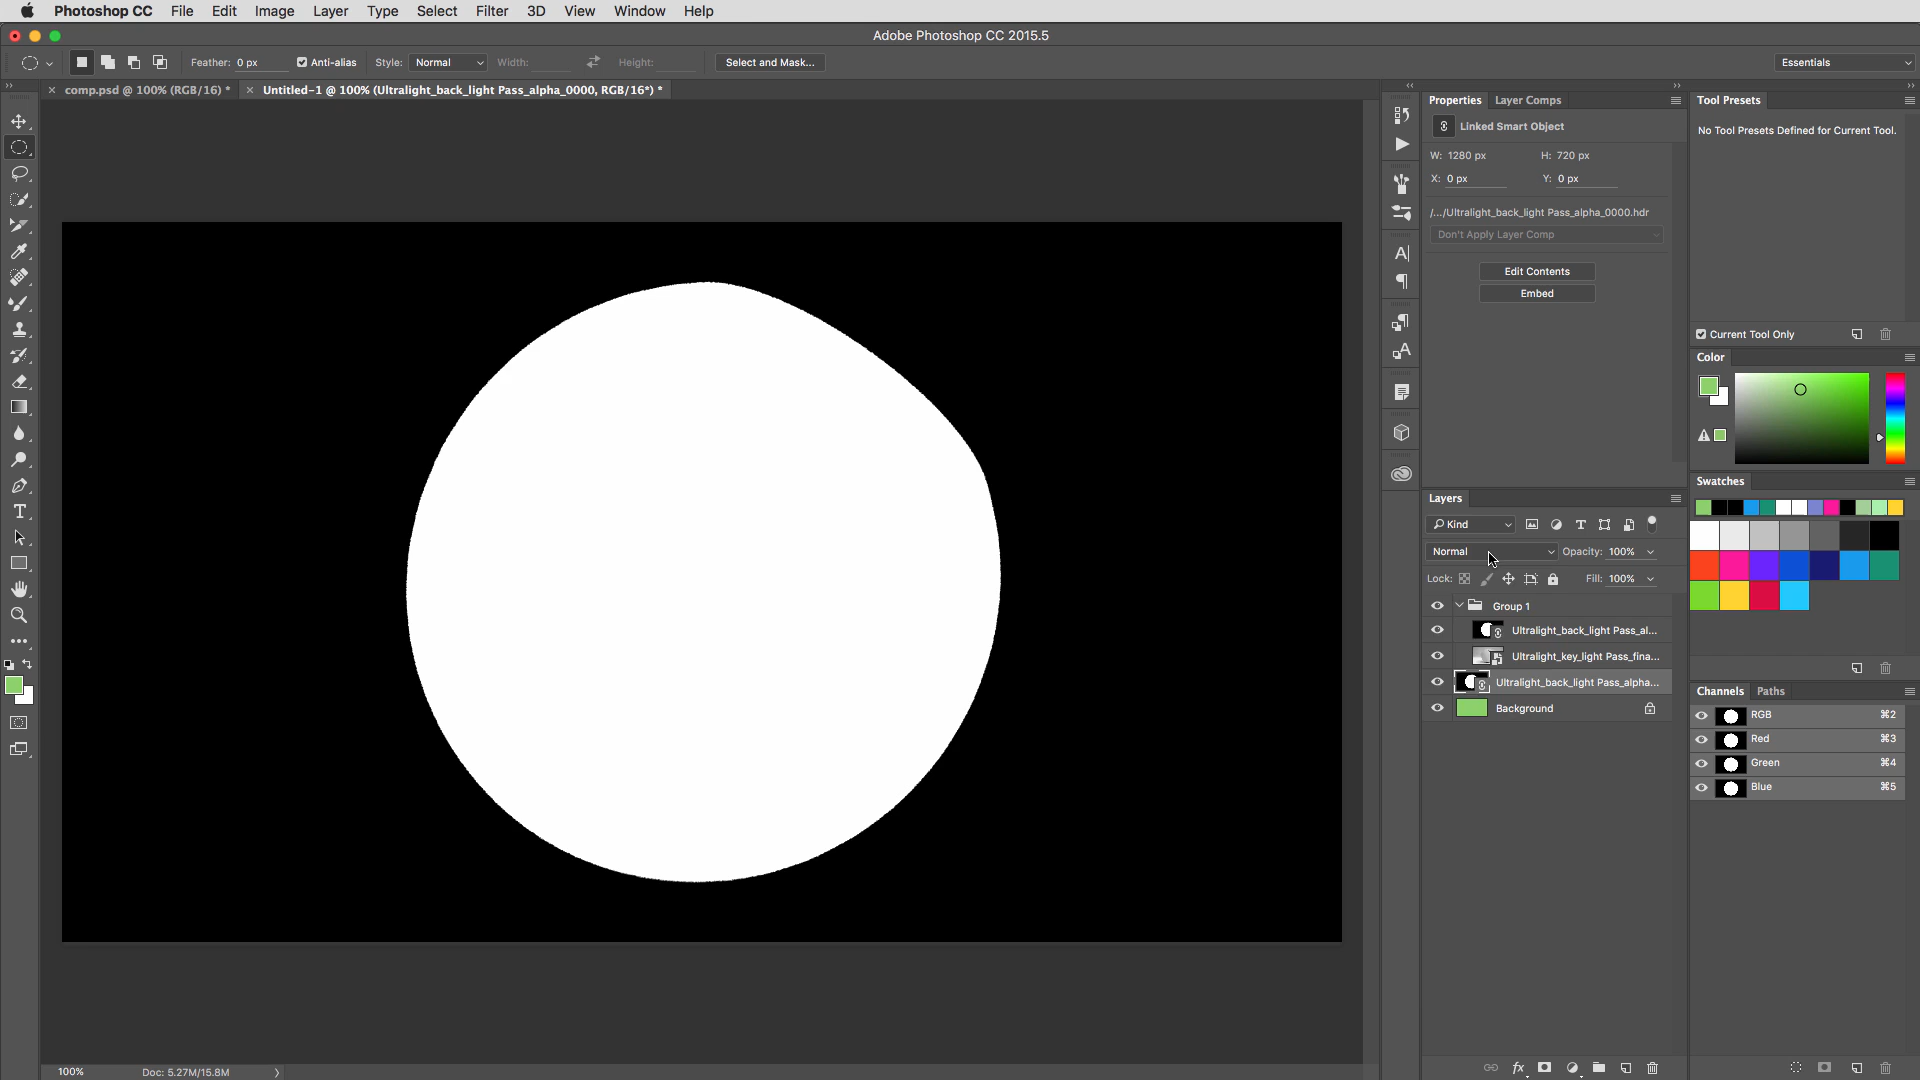 Photoshop CC File Edit Image Layer Type Select Filter 3D View Window Help
Adobe Photoshop CC 2015.5
Feather: 0 px Anti-alias Style: Normal Width: Height: Select and Mask... Essentials
comp.psd @ 100% (RGB/16) * Untitled-1 @ 100% (Ultralight_back_light Pass_alpha_0000, RGB/16*) *
Properties Layer Comps
Linked Smart Object
W: 1280 px H: 720 px
X: 0 px Y: 0 px
/.../Ultralight_back_light Pass_alpha_0000.hdr
Don't Apply Layer Comp
Edit Contents
Embed
Tool Presets
No Tool Presets Defined for Current Tool.
Current Tool Only
Color
Swatches
Layers
Kind
Normal Opacity: 100%
Lock: Fill: 100%
Group 1
Ultralight_back_light Pass_al...
Ultralight_key_light Pass_fina...
Ultralight_back_light Pass_alpha...
Background
Channels Paths
RGB ⌘2
Red ⌘3
Green ⌘4
Blue ⌘5
100% Doc: 5.27M/15.8M
fx